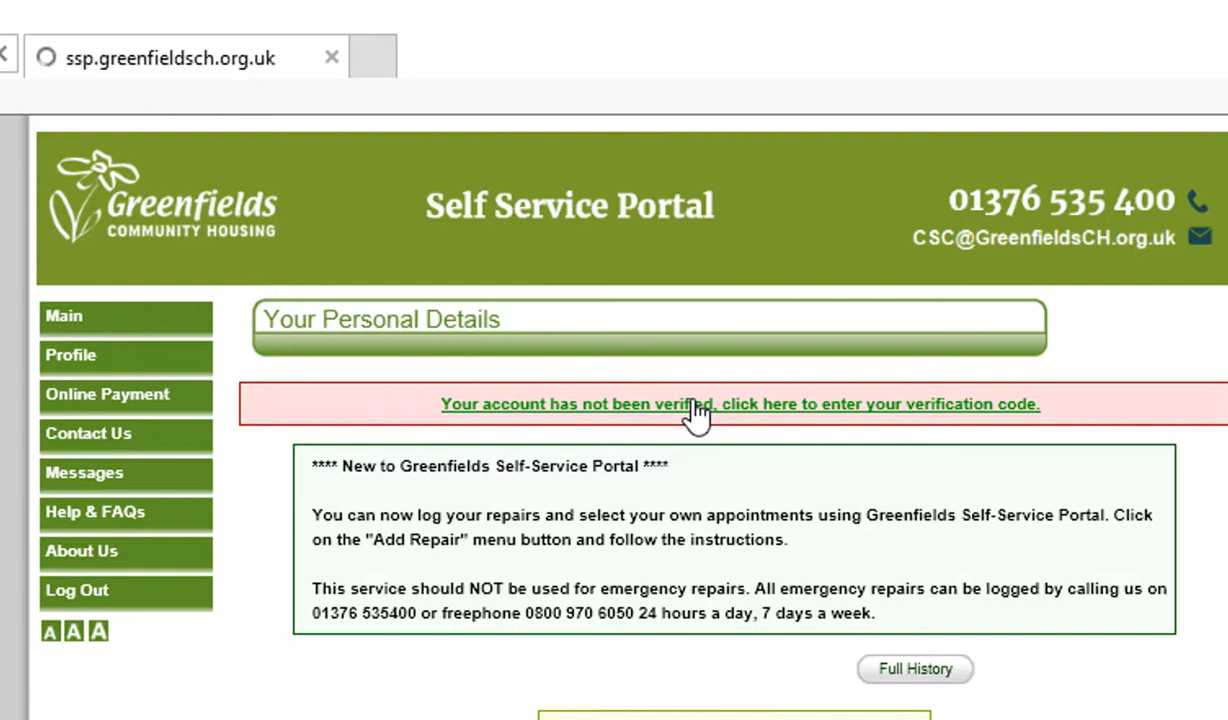 ssp.greenfieldsch.org.uk
Greenfields
COMMUNITY HOUSING
Self Service Portal
01376 535 400
CSC@GreenfieldsCH.org.uk
Main
Profile
Online Payment
Contact Us
Messages
Help & FAQs
About Us
Log Out
A A A
Your Personal Details
Your account has not been verified, click here to enter your verification code.
**** New to Greenfields Self-Service Portal ****
You can now log your repairs and select your own appointments using Greenfields Self-Service Portal. Click
on the "Add Repair" menu button and follow the instructions.
This service should NOT be used for emergency repairs. All emergency repairs can be logged by calling us on
01376 535400 or freephone 0800 970 6050 24 hours a day, 7 days a week.
Full History